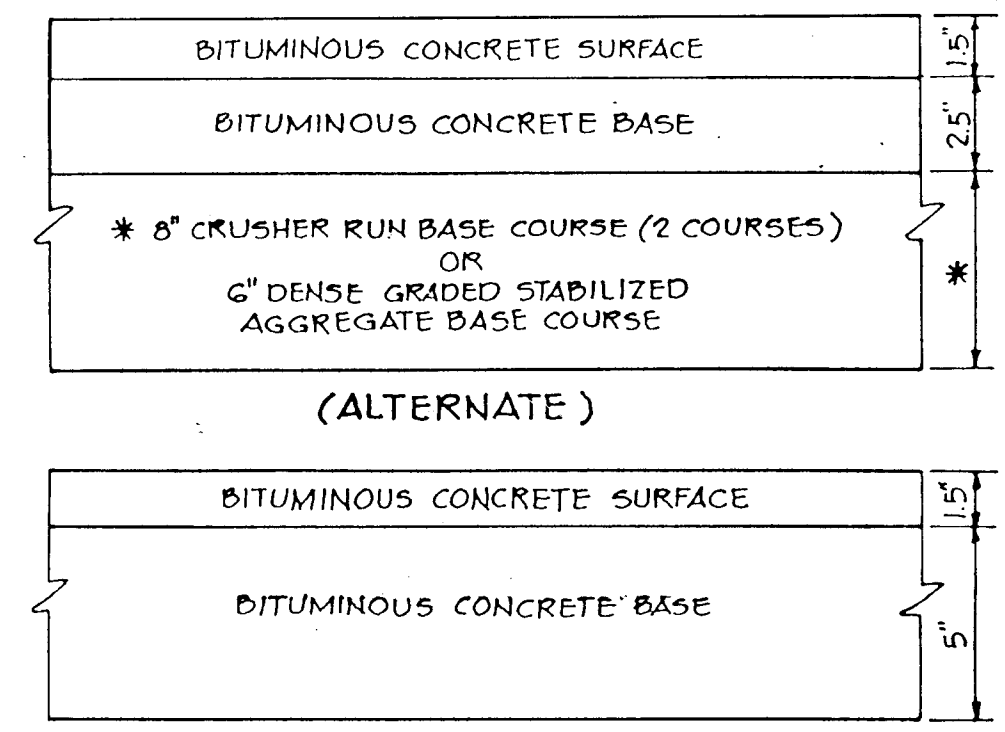 BITUMINOUS CONCRETE SURFACE
1.5"
BITUMINOUS CONCRETE BASE
2.5"
* 8" CRUSHER RUN BASE COURSE (2 COURSES)
OR
6" DENSE GRADED STABILIZED
AGGREGATE BASE COURSE
*
(ALTERNATE)
BITUMINOUS CONCRETE SURFACE
1.5"
BITUMINOUS CONCRETE BASE
5"